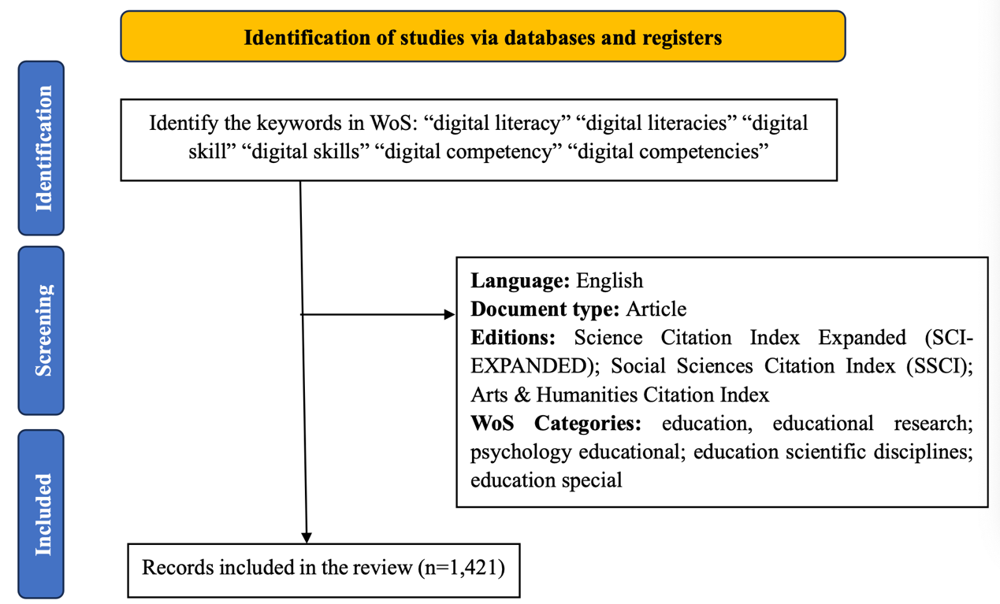 Identification of studies via databases and registers
Identification
Identify the keywords in WoS: “digital literacy” “digital literacies” “digital
skill” “digital skills” “digital competency” “digital competencies”
Screening
Language: English
Document type: Article
Editions: Science Citation Index Expanded (SCI-
EXPANDED); Social Sciences Citation Index (SSCI);
Arts & Humanities Citation Index
WoS Categories: education, educational research;
psychology educational; education scientific disciplines;
education special
Included
Records included in the review (n=1,421)